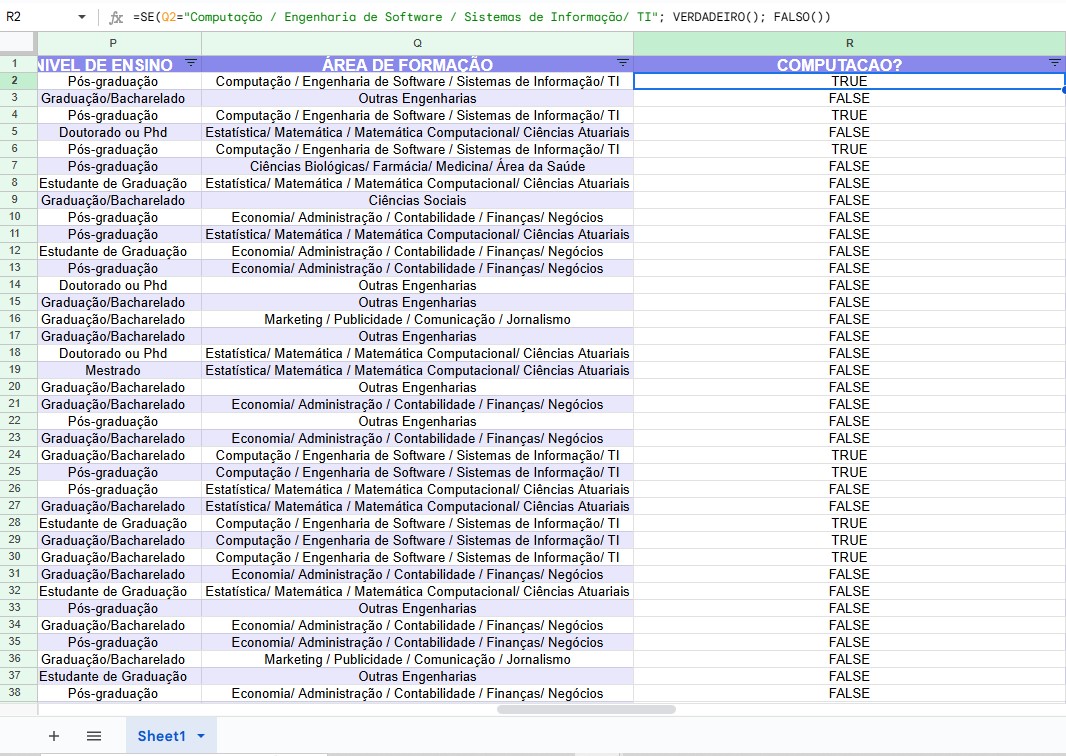 R2 fx =SE(Q2="Computação / Engenharia de Software / Sistemas de Informação/ TI"; VERDADEIRO(); FALSO())
P Q R
1 NIVEL DE ENSINO ÁREA DE FORMAÇÃO COMPUTACAO?
2 Pós-graduação Computação / Engenharia de Software / Sistemas de Informação/ TI TRUE
3 Graduação/Bacharelado Outras Engenharias FALSE
4 Pós-graduação Computação / Engenharia de Software / Sistemas de Informação/ TI TRUE
5 Doutorado ou Phd Estatística/ Matemática / Matemática Computacional/ Ciências Atuariais FALSE
6 Pós-graduação Computação / Engenharia de Software / Sistemas de Informação/ TI TRUE
7 Pós-graduação Ciências Biológicas/ Farmácia/ Medicina/ Área da Saúde FALSE
8 Estudante de Graduação Estatística/ Matemática / Matemática Computacional/ Ciências Atuariais FALSE
9 Graduação/Bacharelado Ciências Sociais FALSE
10 Pós-graduação Economia/ Administração / Contabilidade / Finanças/ Negócios FALSE
11 Pós-graduação Estatística/ Matemática / Matemática Computacional/ Ciências Atuariais FALSE
12 Estudante de Graduação Economia/ Administração / Contabilidade / Finanças/ Negócios FALSE
13 Pós-graduação Economia/ Administração / Contabilidade / Finanças/ Negócios FALSE
14 Doutorado ou Phd Outras Engenharias FALSE
15 Graduação/Bacharelado Outras Engenharias FALSE
16 Graduação/Bacharelado Marketing / Publicidade / Comunicação / Jornalismo FALSE
17 Graduação/Bacharelado Outras Engenharias FALSE
18 Doutorado ou Phd Estatística/ Matemática / Matemática Computacional/ Ciências Atuariais FALSE
19 Mestrado Estatística/ Matemática / Matemática Computacional/ Ciências Atuariais FALSE
20 Graduação/Bacharelado Outras Engenharias FALSE
21 Graduação/Bacharelado Economia/ Administração / Contabilidade / Finanças/ Negócios FALSE
22 Pós-graduação Outras Engenharias FALSE
23 Graduação/Bacharelado Economia/ Administração / Contabilidade / Finanças/ Negócios FALSE
24 Graduação/Bacharelado Computação / Engenharia de Software / Sistemas de Informação/ TI TRUE
25 Pós-graduação Computação / Engenharia de Software / Sistemas de Informação/ TI TRUE
26 Pós-graduação Estatística/ Matemática / Matemática Computacional/ Ciências Atuariais FALSE
27 Graduação/Bacharelado Estatística/ Matemática / Matemática Computacional/ Ciências Atuariais FALSE
28 Estudante de Graduação Computação / Engenharia de Software / Sistemas de Informação/ TI TRUE
29 Graduação/Bacharelado Computação / Engenharia de Software / Sistemas de Informação/ TI TRUE
30 Graduação/Bacharelado Computação / Engenharia de Software / Sistemas de Informação/ TI TRUE
31 Graduação/Bacharelado Economia/ Administração / Contabilidade / Finanças/ Negócios FALSE
32 Estudante de Graduação Estatística/ Matemática / Matemática Computacional/ Ciências Atuariais FALSE
33 Pós-graduação Outras Engenharias FALSE
34 Graduação/Bacharelado Economia/ Administração / Contabilidade / Finanças/ Negócios FALSE
35 Pós-graduação Economia/ Administração / Contabilidade / Finanças/ Negócios FALSE
36 Graduação/Bacharelado Marketing / Publicidade / Comunicação / Jornalismo FALSE
37 Estudante de Graduação Outras Engenharias FALSE
38 Pós-graduação Economia/ Administração / Contabilidade / Finanças/ Negócios FALSE
Sheet1